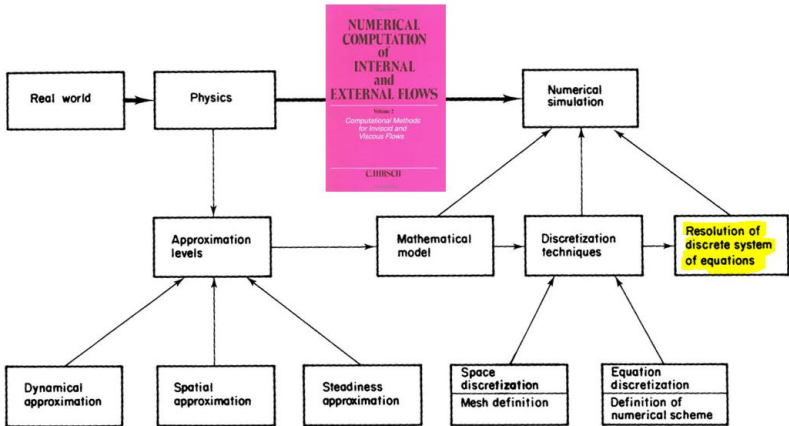 NUMERICAL
COMPUTATION
of
INTERNAL
and
EXTERNAL FLOWS
Volume 2
Computational Methods
for Inviscid and
Viscous Flows
C. HIRSCH
Real world
Physics
Numerical
simulation
Approximation
levels
Mathematical
model
Discretization
techniques
Resolution of
discrete system
of equations
Dynamical
approximation
Spatial
approximation
Steadiness
approximation
Space
discretization
Mesh definition
Equation
discretization
Definition of
numerical scheme